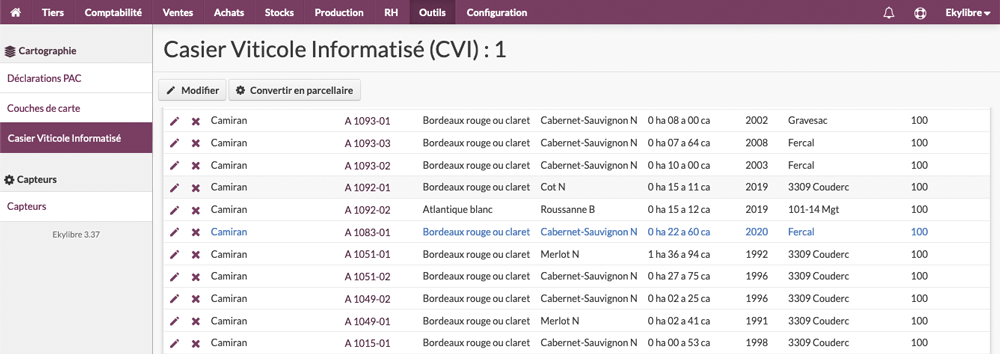 Tiers Comptabilité Ventes Achats Stocks Production RH Outils Configuration Ekylibre
Cartographie
Déclarations PAC
Couches de carte
Casier Viticole Informatisé
Capteurs
Capteurs
Ekylibre 3.37
Casier Viticole Informatisé (CVI) : 1
Modifier Convertir en parcellaire
Camiran A 1093-01 Bordeaux rouge ou claret Cabernet-Sauvignon N 0 ha 08 a 00 ca 2002 Gravesac 100
Camiran A 1093-03 Bordeaux rouge ou claret Cabernet-Sauvignon N 0 ha 07 a 64 ca 2008 Fercal 100
Camiran A 1093-02 Bordeaux rouge ou claret Cabernet-Sauvignon N 0 ha 10 a 00 ca 2003 Fercal 100
Camiran A 1092-01 Bordeaux rouge ou claret Cot N 0 ha 15 a 11 ca 2019 3309 Couderc 100
Camiran A 1092-02 Atlantique blanc Roussanne B 0 ha 15 a 12 ca 2019 101-14 Mgt 100
Camiran A 1083-01 Bordeaux rouge ou claret Cabernet-Sauvignon N 0 ha 22 a 60 ca 2020 Fercal 100
Camiran A 1051-01 Bordeaux rouge ou claret Merlot N 1 ha 36 a 94 ca 1992 3309 Couderc 100
Camiran A 1051-02 Bordeaux rouge ou claret Cabernet-Sauvignon N 0 ha 27 a 75 ca 1996 3309 Couderc 100
Camiran A 1049-02 Bordeaux rouge ou claret Cabernet-Sauvignon N 0 ha 02 a 25 ca 1996 3309 Couderc 100
Camiran A 1049-01 Bordeaux rouge ou claret Merlot N 0 ha 02 a 41 ca 1991 3309 Couderc 100
Camiran A 1015-01 Bordeaux rouge ou claret Cabernet-Sauvignon N 0 ha 00 a 53 ca 1998 3309 Couderc 100